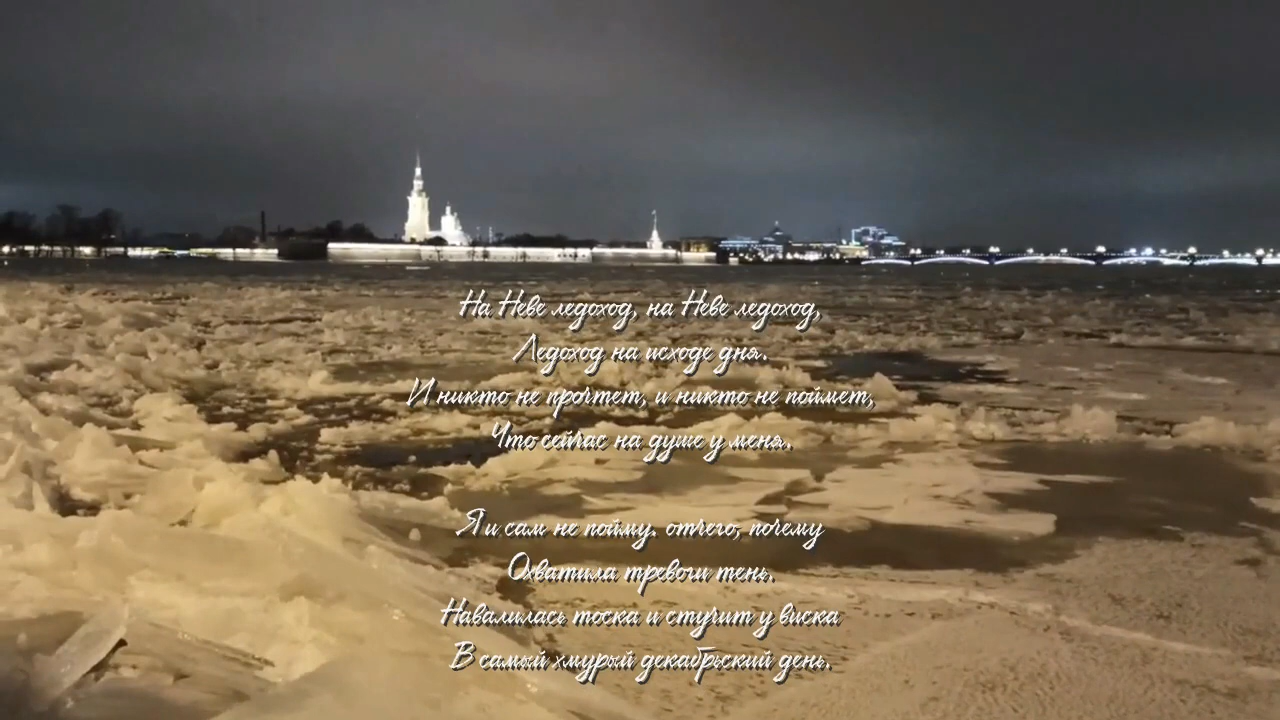 На Неве ледоход, на Неве ледоход,
Ледоход на исходе дня.
И никто не прочтет, и никто не поймет,
Что сейчас на душе у меня.
Я и сам не пойму. отчего, почему
Охватила тревоги тень.
Навалилась тоска и стучит у виска
В самый хмурый декабрьский день.